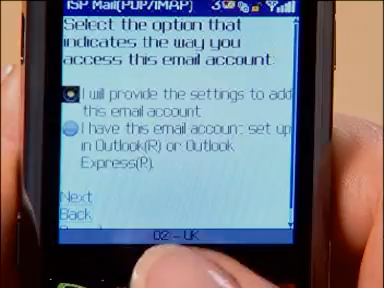 ISP Mail(POP/IMAP)
Select the option that
indicates the way you
access this email account:
I will provide the settings to add
this email account.
I have this email account set up
in Outlook(R) or Outlook
Express(R).
Next
Back
O2 - UK